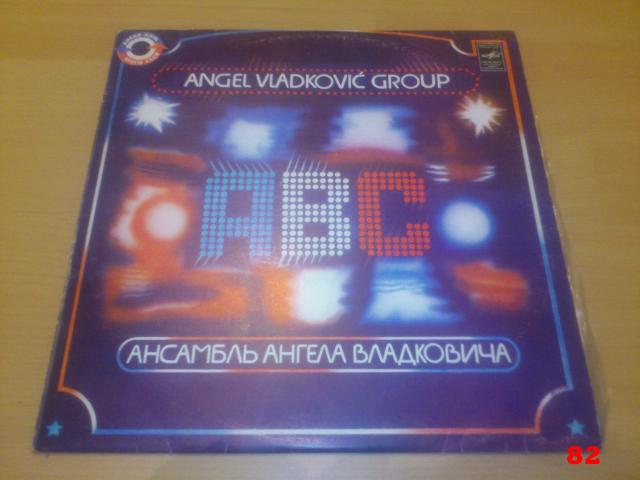 ANGEL VLADKOVIĆ GROUP
ABC
АНСАМБЛЬ АНГЕЛА ВЛАДКОВИЧА
82